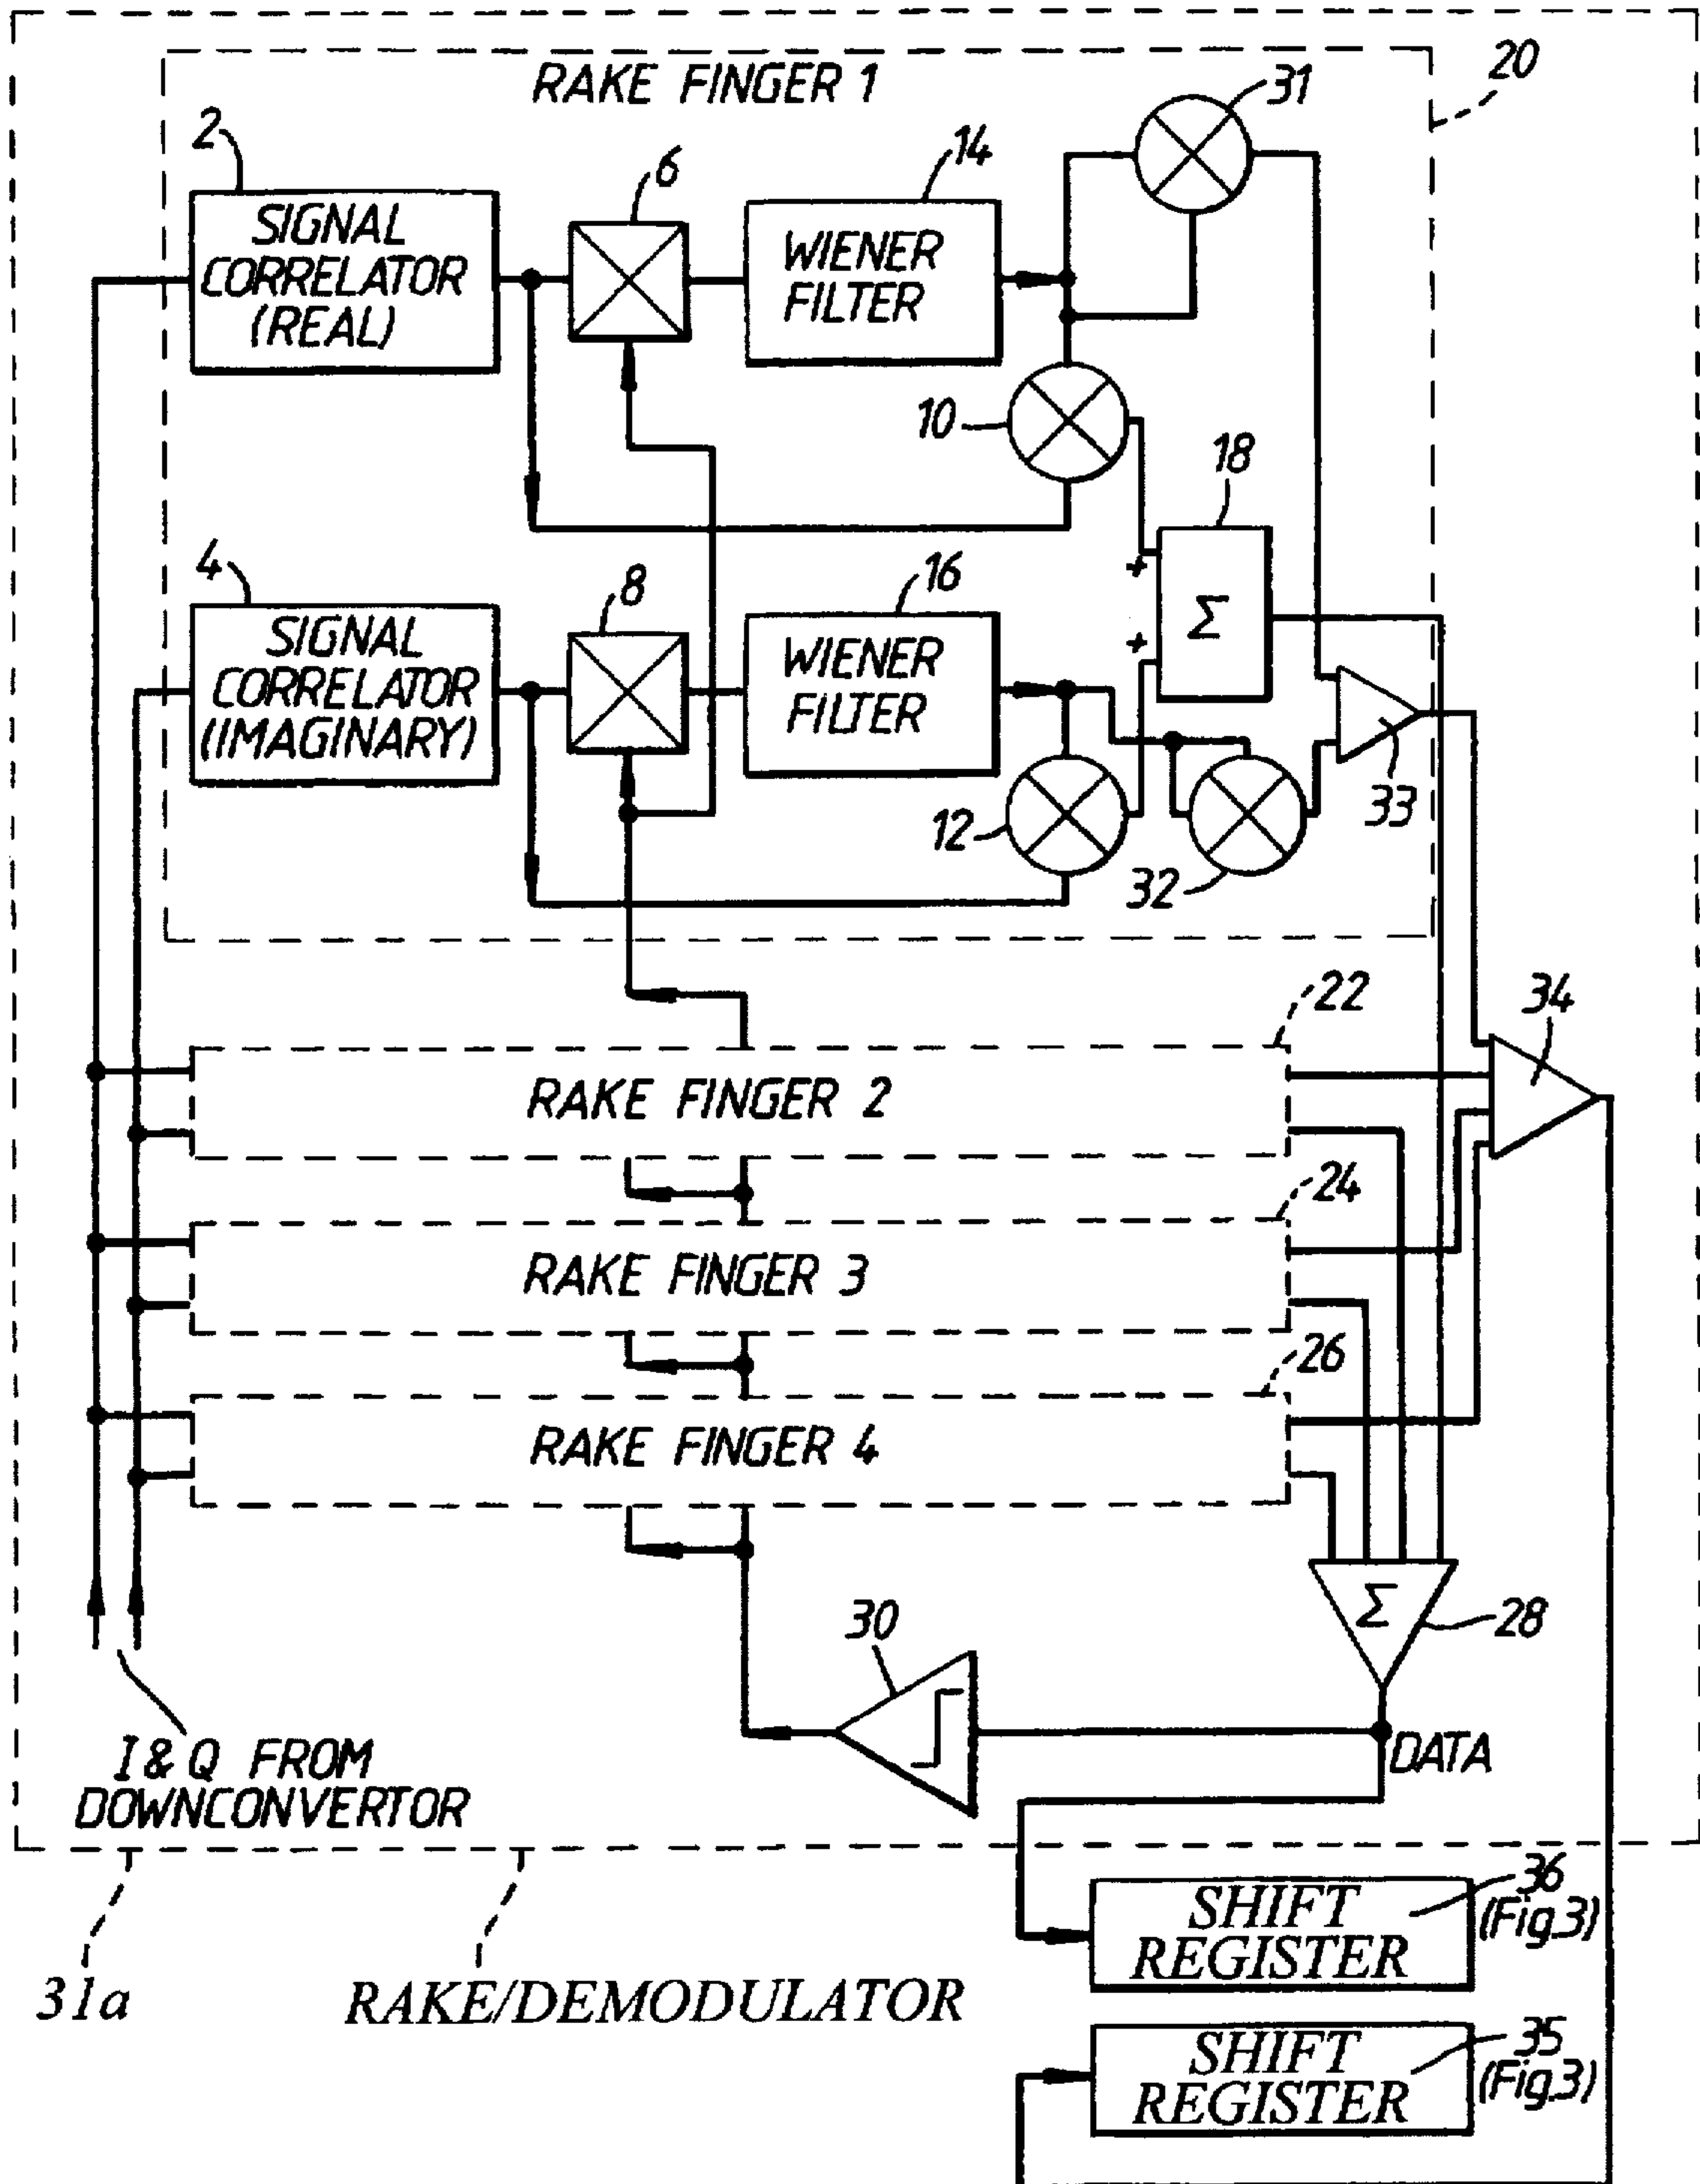 RAKE FINGER 1
20
31
2
6
14
SIGNAL
CORRELATOR
(REAL)
WIENER
FILTER
10
18
+
+
Σ
4
8
16
SIGNAL
CORRELATOR
(IMAGINARY)
WIENER
FILTER
12
32
33
22
34
RAKE FINGER 2
24
RAKE FINGER 3
26
RAKE FINGER 4
Σ
28
30
I & Q FROM
DOWNCONVERTOR
DATA
31a
RAKE/DEMODULATOR
SHIFT
REGISTER
36
(Fig.3)
SHIFT
REGISTER
35
(Fig.3)